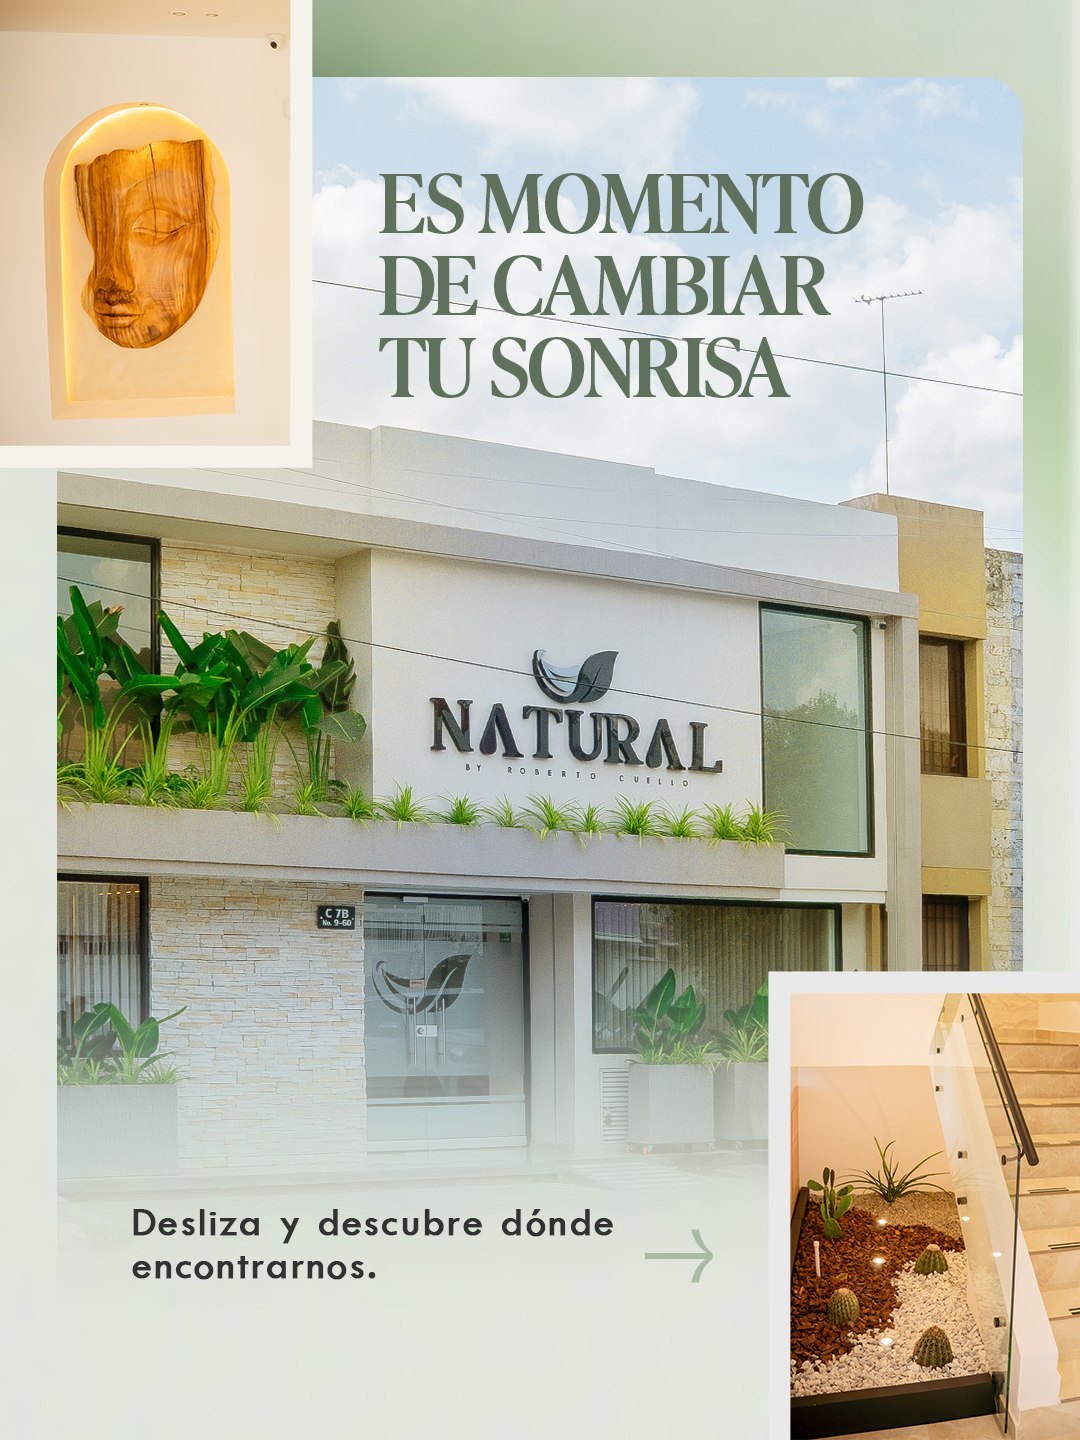 ES MOMENTO
DE CAMBIAR
TU SONRISA
NATURAL
BY ROBERTO CUELLO
C 7B
No. 9-60
Desliza y descubre dónde
encontrarnos.